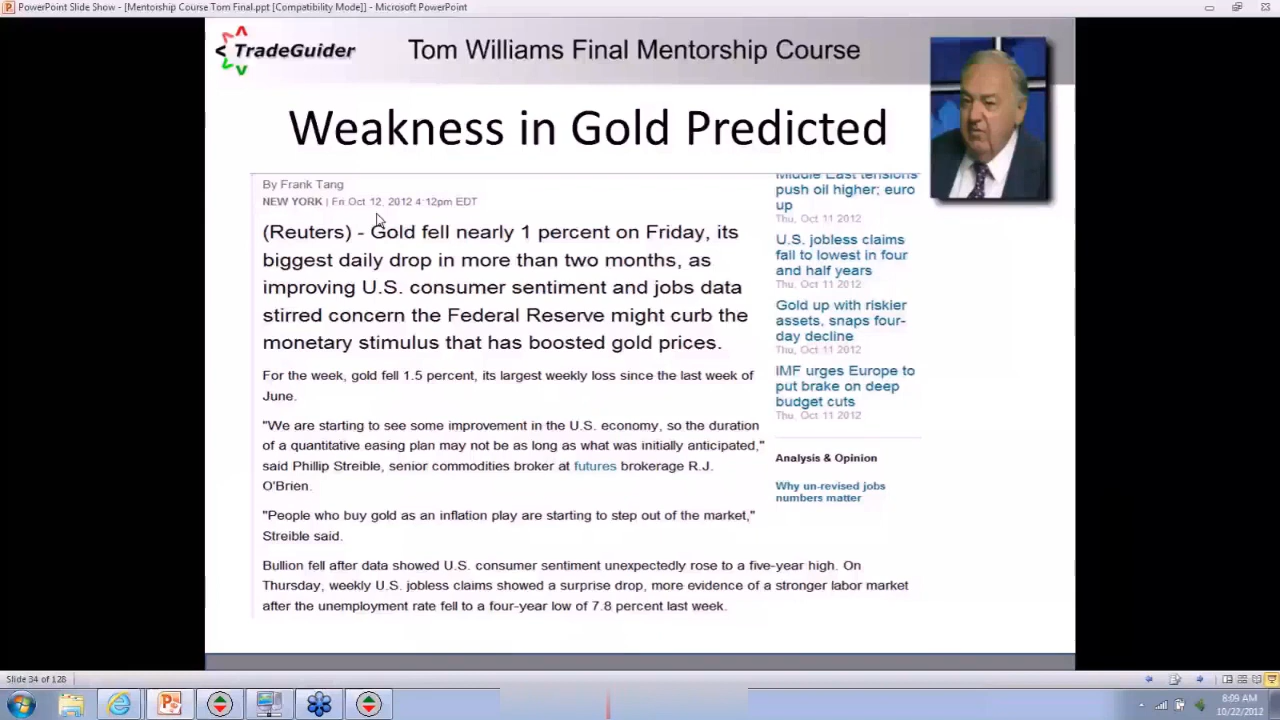 PowerPoint Slide Show - [Mentorship Course Tom Final.ppt [Compatibility Mode]] - Microsoft PowerPoint
TradeGuider
Tom Williams Final Mentorship Course
Weakness in Gold Predicted
By Frank Tang
NEW YORK | Fri Oct 12, 2012 4:12pm EDT
(Reuters) - Gold fell nearly 1 percent on Friday, its
biggest daily drop in more than two months, as
improving U.S. consumer sentiment and jobs data
stirred concern the Federal Reserve might curb the
monetary stimulus that has boosted gold prices.
For the week, gold fell 1.5 percent, its largest weekly loss since the last week of
June.
"We are starting to see some improvement in the U.S. economy, so the duration
of a quantitative easing plan may not be as long as what was initially anticipated,"
said Phillip Streible, senior commodities broker at futures brokerage R.J.
O'Brien.
"People who buy gold as an inflation play are starting to step out of the market,"
Streible said.
Bullion fell after data showed U.S. consumer sentiment unexpectedly rose to a five-year high. On
Thursday, weekly U.S. jobless claims showed a surprise drop, more evidence of a stronger labor market
after the unemployment rate fell to a four-year low of 7.8 percent last week.
Middle East tensions
push oil higher; euro
up
Thu, Oct 11 2012
U.S. jobless claims
fall to lowest in four
and half years
Thu, Oct 11 2012
Gold up with riskier
assets, snaps four-
day decline
Thu, Oct 11 2012
IMF urges Europe to
put brake on deep
budget cuts
Thu, Oct 11 2012
Analysis & Opinion
Why un-revised jobs
numbers matter
Slide 34 of 128
8:09 AM
10/22/2012